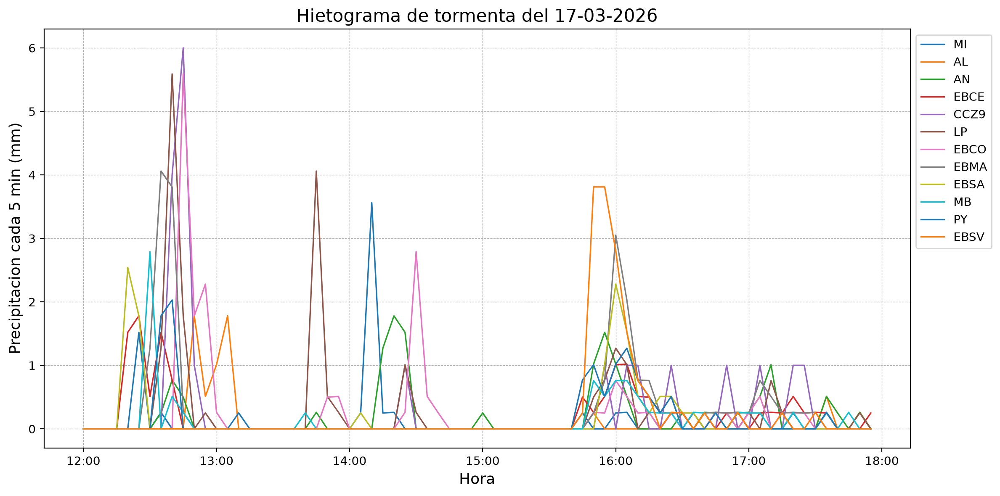 Hietograma de tormenta del 17-03-2026
Precipitacion cada 5 min (mm)
6
5
4
3
2
1
0
12:00
13:00
14:00
15:00
16:00
17:00
18:00
Hora
MI
AL
AN
EBCE
CCZ9
LP
EBCO
EBMA
EBSA
MB
PY
EBSV